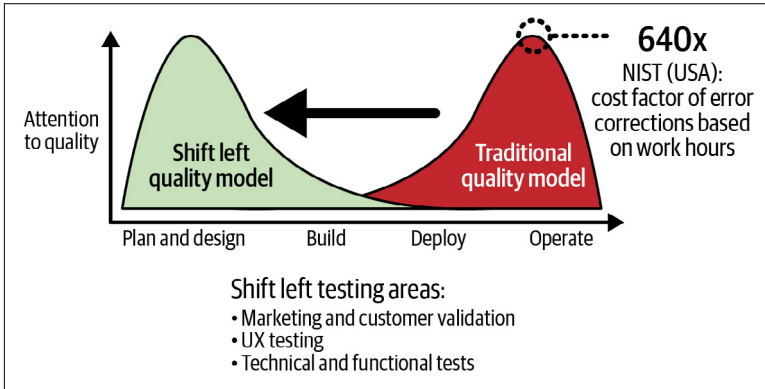 640x
NIST (USA):
cost factor of error
corrections based
on work hours
Attention
to quality
Shift left
quality model
Traditional
quality model
Plan and design
Build
Deploy
Operate
Shift left testing areas:
• Marketing and customer validation
• UX testing
• Technical and functional tests